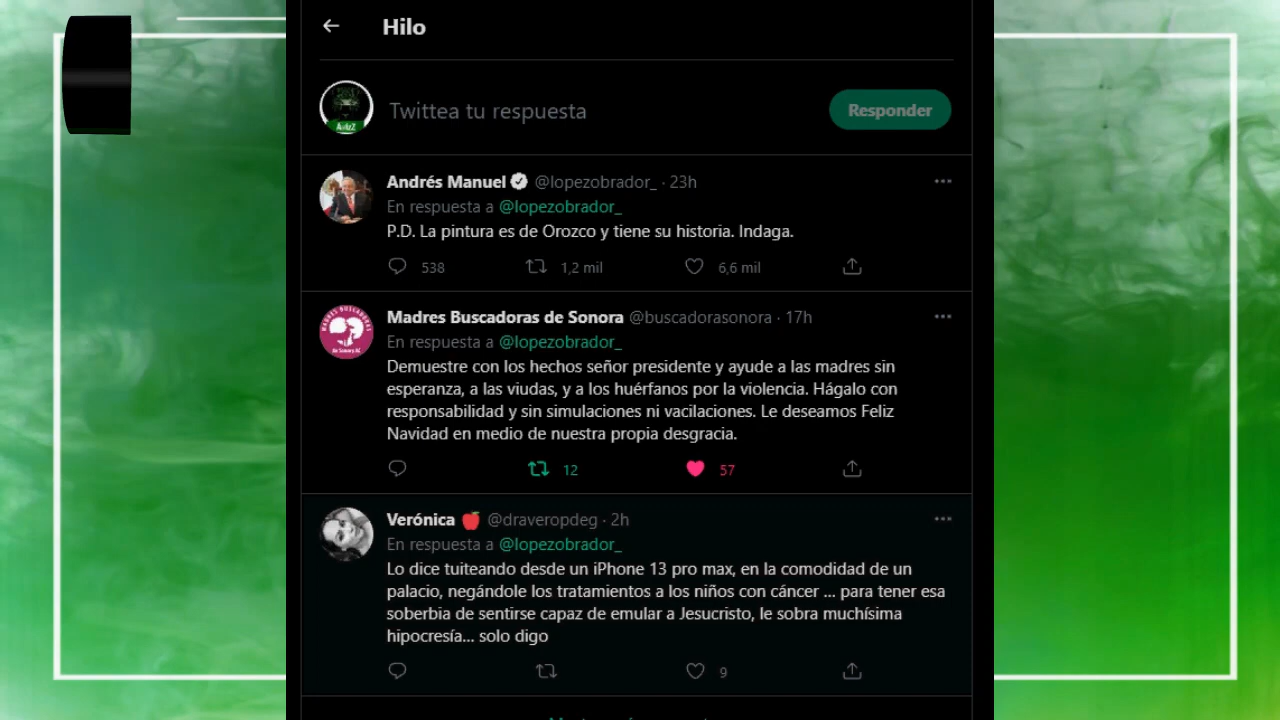 Hilo
Twittea tu respuesta
Responder
Andrés Manuel @lopezobrador_ · 23h
En respuesta a @lopezobrador_
P.D. La pintura es de Orozco y tiene su historia. Indaga.
538 1,2 mil 6,6 mil
Madres Buscadoras de Sonora @buscadorasonora · 17h
En respuesta a @lopezobrador_
Demuestre con los hechos señor presidente y ayude a las madres sin
esperanza, a las viudas, y a los huérfanos por la violencia. Hágalo con
responsabilidad y sin simulaciones ni vacilaciones. Le deseamos Feliz
Navidad en medio de nuestra propia desgracia.
12 57
Verónica 🍎 @draveropdeg · 2h
En respuesta a @lopezobrador_
Lo dice tuiteando desde un iPhone 13 pro max, en la comodidad de un
palacio, negándole los tratamientos a los niños con cáncer ... para tener esa
soberbia de sentirse capaz de emular a Jesucristo, le sobra muchísima
hipocresía... solo digo
9